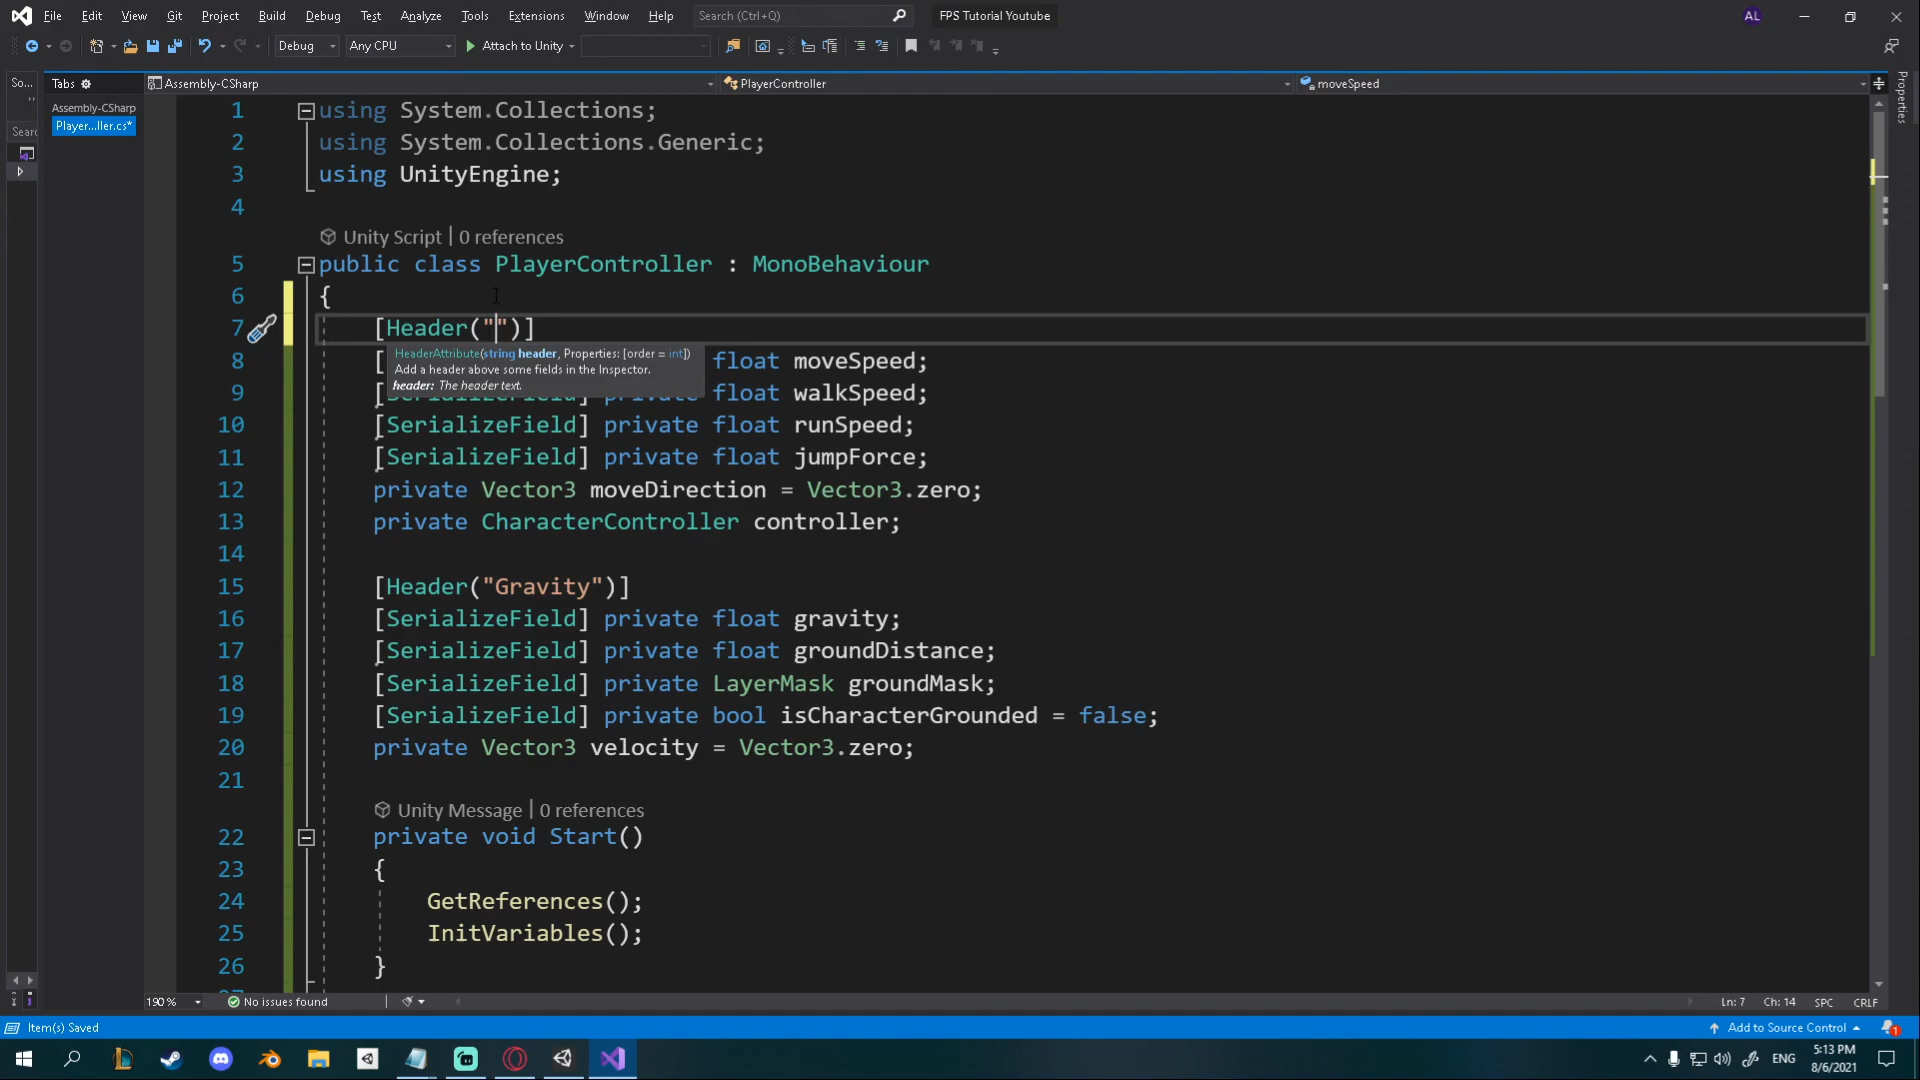 File Edit View Git Project Build Debug Test Analyze Tools Extensions Window Help Search (Ctrl+Q) FPS Tutorial Youtube AL
Debug Any CPU Attach to Unity
So... Tabs Assembly-CSharp PlayerController moveSpeed Properties
Assembly-CSharp
Player...ller.cs*
Searc
1 using System.Collections;
2 using System.Collections.Generic;
3 using UnityEngine;
4
Unity Script | 0 references
5 public class PlayerController : MonoBehaviour
6 {
7 [Header("")]
HeaderAttribute(string header, Properties: [order = int])
Add a header above some fields in the Inspector.
header: The header text.
8 [ float moveSpeed;
9 [SerializeField] private float walkSpeed;
10 [SerializeField] private float runSpeed;
11 [SerializeField] private float jumpForce;
12 private Vector3 moveDirection = Vector3.zero;
13 private CharacterController controller;
14
15 [Header("Gravity")]
16 [SerializeField] private float gravity;
17 [SerializeField] private float groundDistance;
18 [SerializeField] private LayerMask groundMask;
19 [SerializeField] private bool isCharacterGrounded = false;
20 private Vector3 velocity = Vector3.zero;
21
Unity Message | 0 references
22 private void Start()
23 {
24 GetReferences();
25 InitVariables();
26 }
190 % No issues found Ln: 7 Ch: 14 SPC CRLF
Item(s) Saved Add to Source Control 1
ENG 5:13 PM
8/6/2021